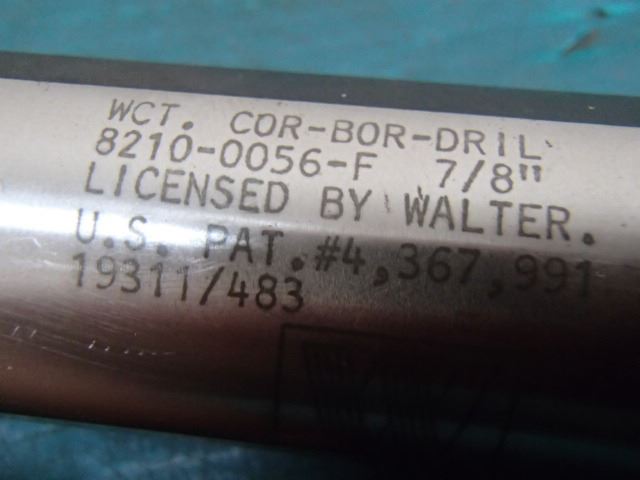 WCT. COR-BOR-DRIL
8210-0056-F 7/8"
LICENSED BY WALTER.
U.S. PAT.#4,367,991
19311/483